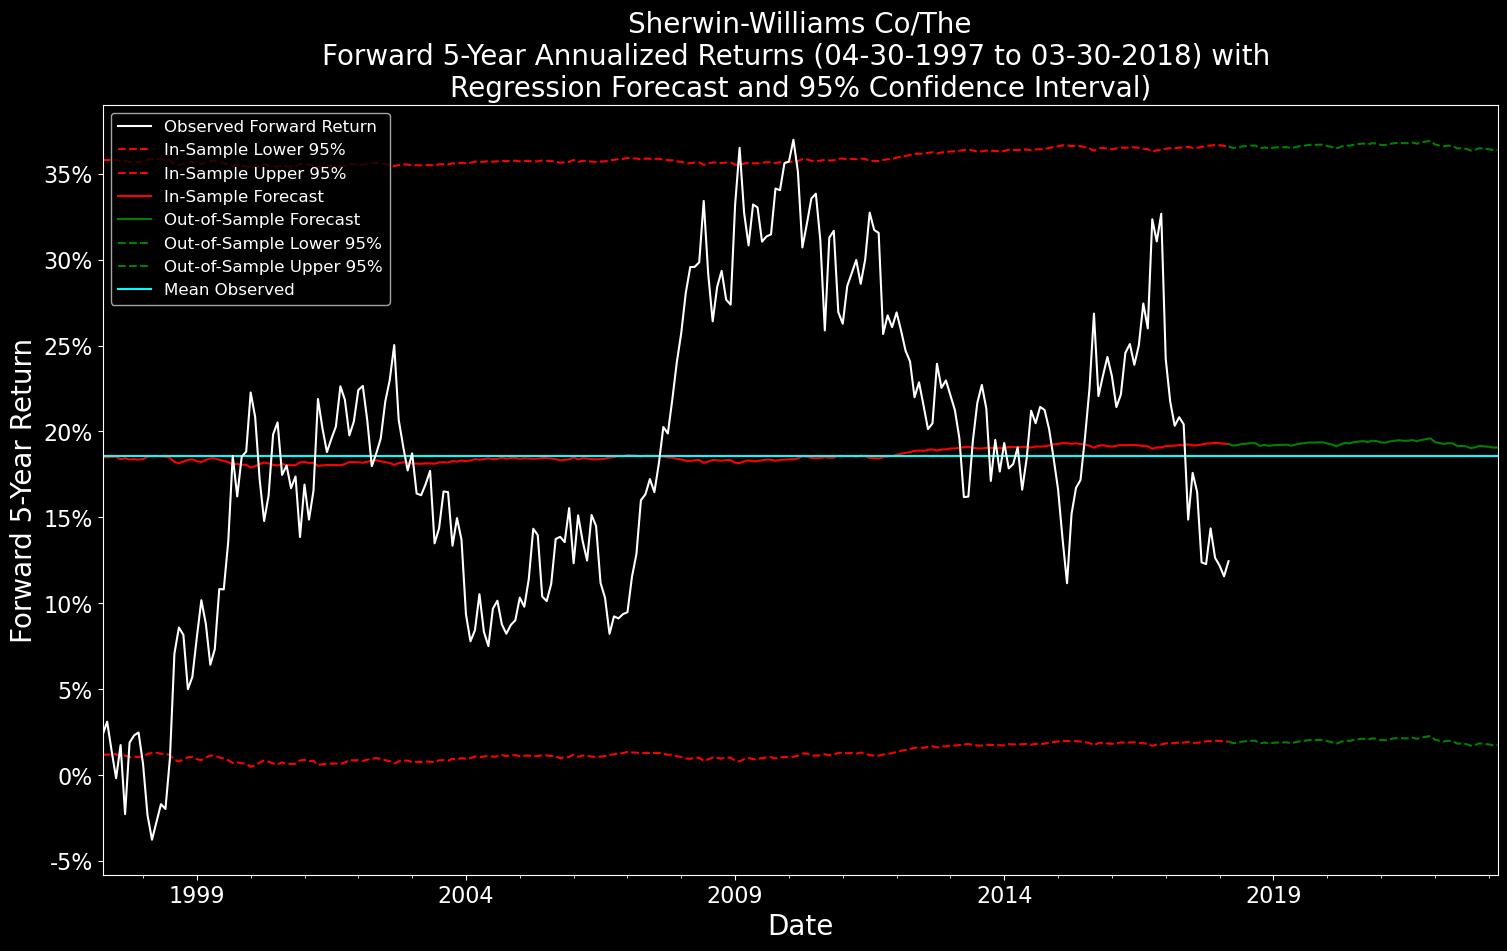 Sherwin-Williams Co/The
Forward 5-Year Annualized Returns (04-30-1997 to 03-30-2018) with
Regression Forecast and 95% Confidence Interval)
Observed Forward Return
In-Sample Lower 95%
In-Sample Upper 95%
In-Sample Forecast
Out-of-Sample Forecast
Out-of-Sample Lower 95%
Out-of-Sample Upper 95%
Mean Observed
Forward 5-Year Return
35%
30%
25%
20%
15%
10%
5%
0%
-5%
1999
2004
2009
2014
2019
Date